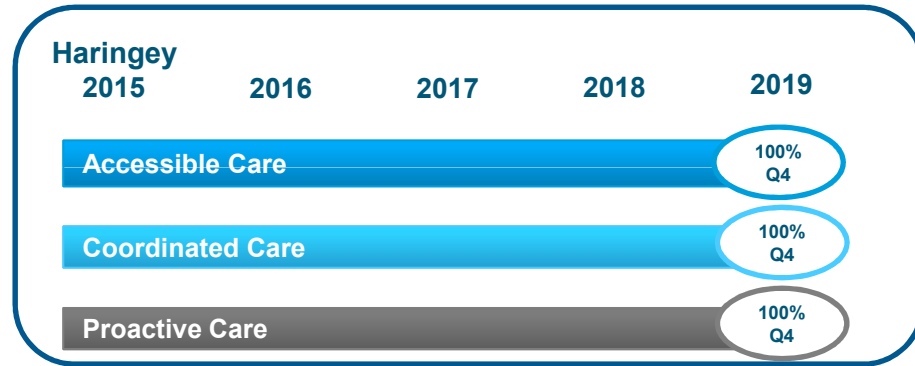 Haringey
2015 2016 2017 2018 2019
Accessible Care
100%
Q4
Coordinated Care
100%
Q4
Proactive Care
100%
Q4